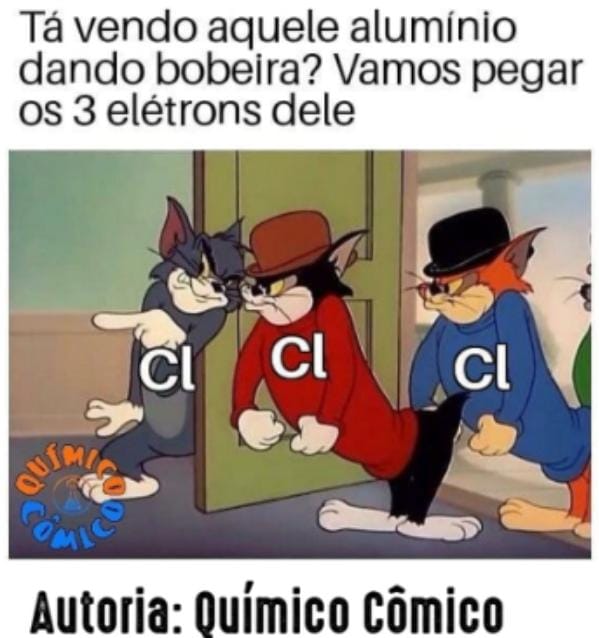 Tá vendo aquele alumínio
dando bobeira? Vamos pegar
os 3 elétrons dele
Cl
Cl
Cl
QUÍMICO
CÔMICO
Autoria: Químico Cômico